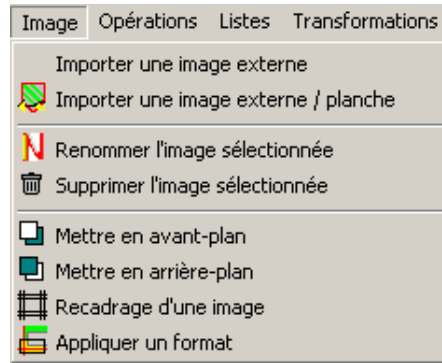 Image Opérations Listes Transformations
Importer une image externe
Importer une image externe / planche
Renommer l'image sélectionnée
Supprimer l'image sélectionnée
Mettre en avant-plan
Mettre en arrière-plan
Recadrage d'une image
Appliquer un format